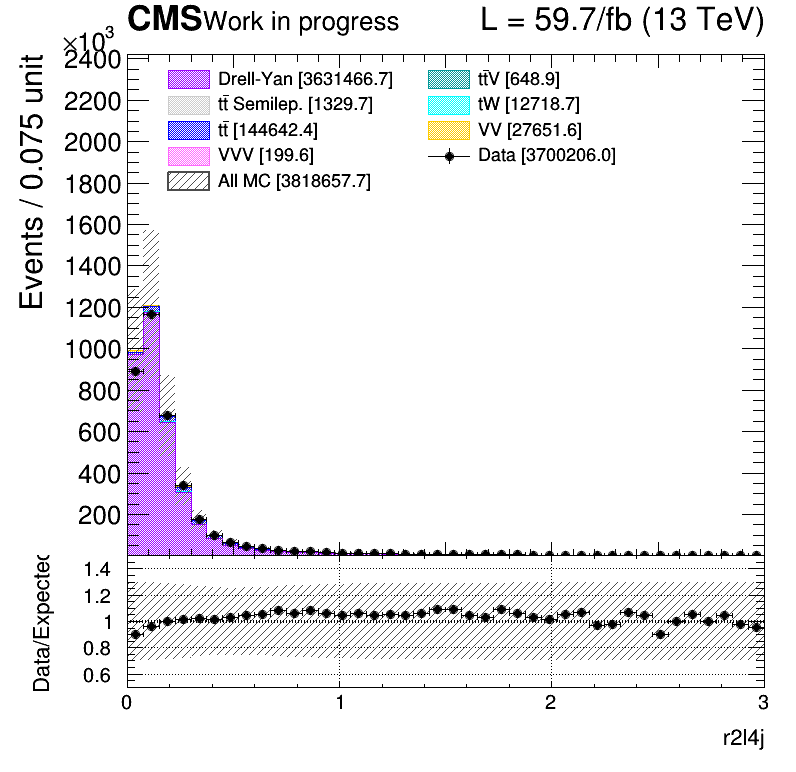 CMS Work in progress L = 59.7/fb (13 TeV)
×10³
Events / 0.075 unit
2400
2200
2000
1800
1600
1400
1200
1000
800
600
400
200
Drell-Yan [3631466.7]
tt̄ Semilep. [1329.7]
tt̄ [144642.4]
VVV [199.6]
All MC [3818657.7]
tt̄V [648.9]
tW [12718.7]
VV [27651.6]
Data [3700206.0]
Data/Expected
1.4
1.2
1
0.8
0.6
0 1 2 3
r2l4j